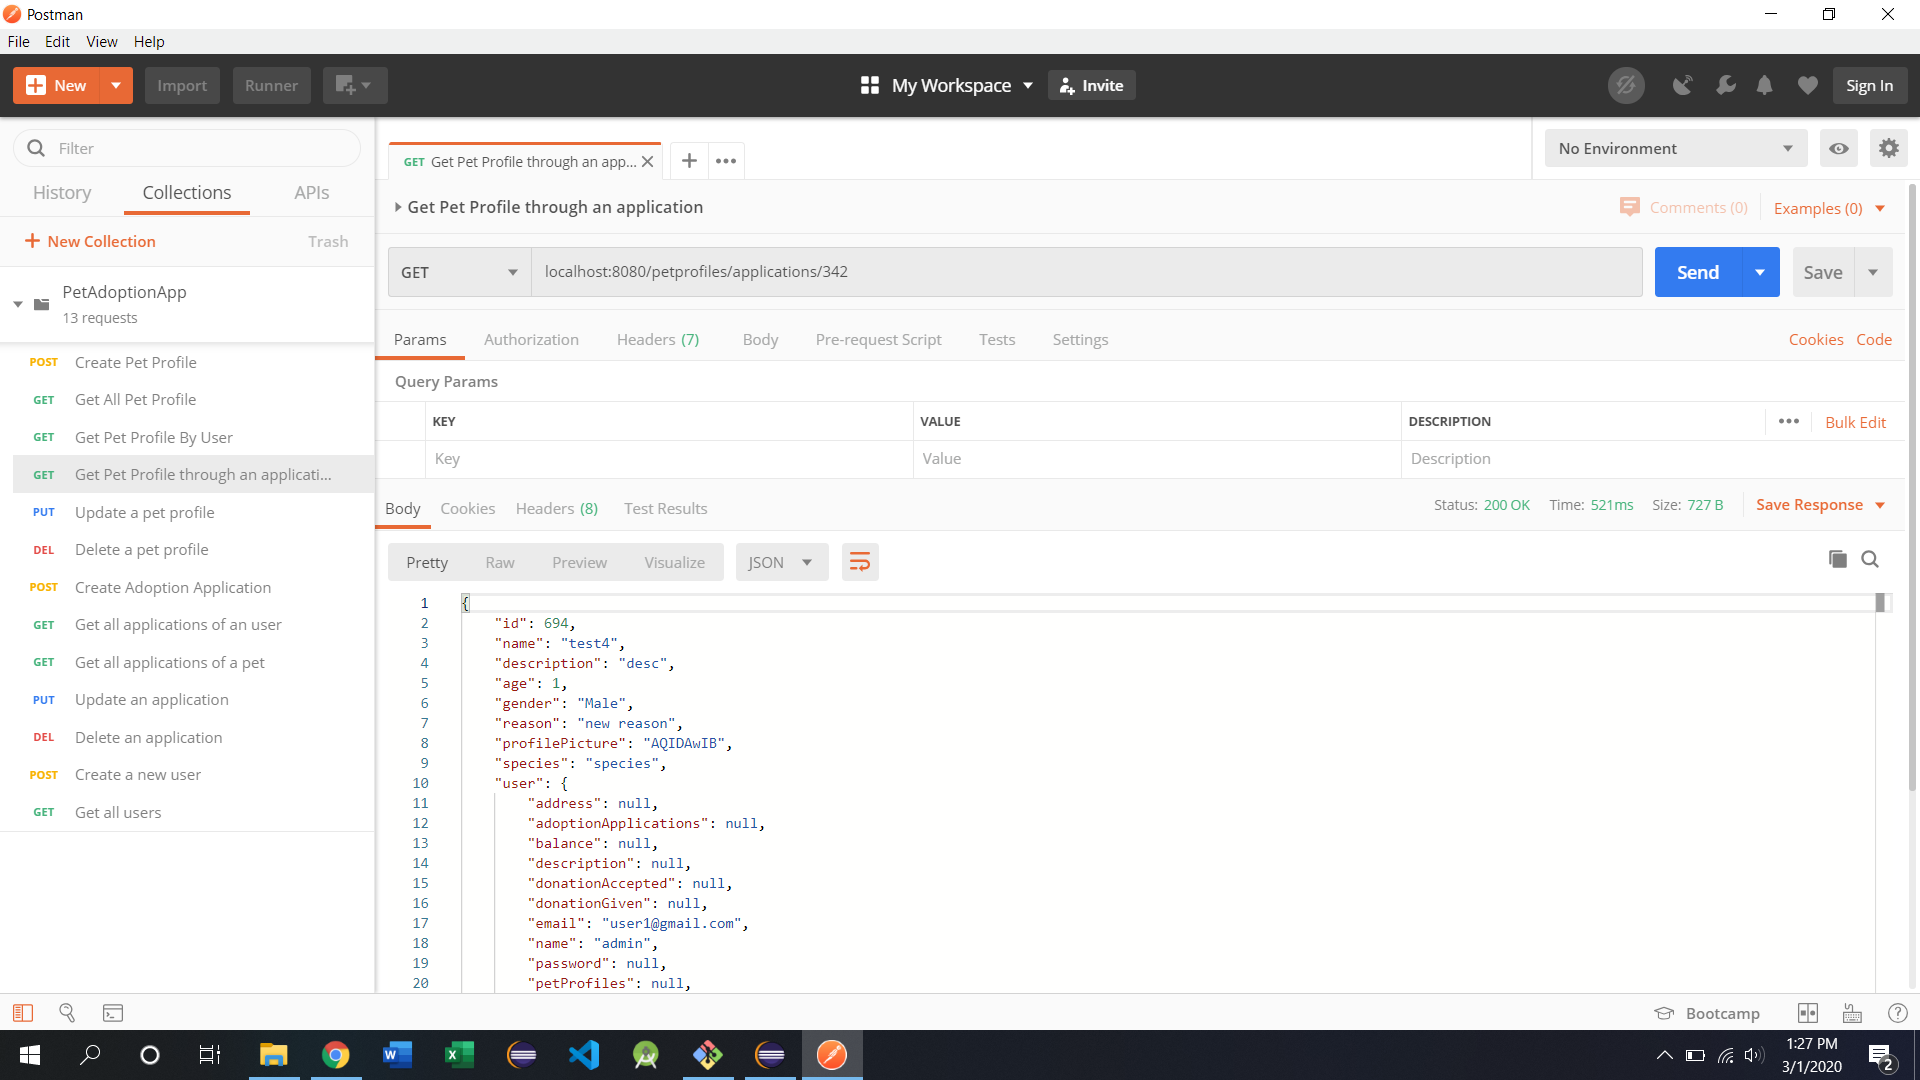 Postman
File Edit View Help
New Import Runner My Workspace Invite Sign In
Filter
History Collections APIs
New Collection Trash
PetAdoptionApp
13 requests
POST Create Pet Profile
GET Get All Pet Profile
GET Get Pet Profile By User
GET Get Pet Profile through an applicati...
PUT Update a pet profile
DEL Delete a pet profile
POST Create Adoption Application
GET Get all applications of an user
GET Get all applications of a pet
PUT Update an application
DEL Delete an application
POST Create a new user
GET Get all users
GET Get Pet Profile through an app... No Environment
Get Pet Profile through an application Comments (0) Examples (0)
GET localhost:8080/petprofiles/applications/342 Send Save
Params Authorization Headers (7) Body Pre-request Script Tests Settings Cookies Code
Query Params
KEY VALUE DESCRIPTION Bulk Edit
Key Value Description
Body Cookies Headers (8) Test Results Status: 200 OK Time: 521ms Size: 727 B Save Response
Pretty Raw Preview Visualize JSON
1 {
2 "id": 694,
3 "name": "test4",
4 "description": "desc",
5 "age": 1,
6 "gender": "Male",
7 "reason": "new reason",
8 "profilePicture": "AQIDAwIB",
9 "species": "species",
10 "user": {
11 "address": null,
12 "adoptionApplications": null,
13 "balance": null,
14 "description": null,
15 "donationAccepted": null,
16 "donationGiven": null,
17 "email": "user1@gmail.com",
18 "name": "admin",
19 "password": null,
20 "petProfiles": null,
Bootcamp
1:27 PM
3/1/2020
2